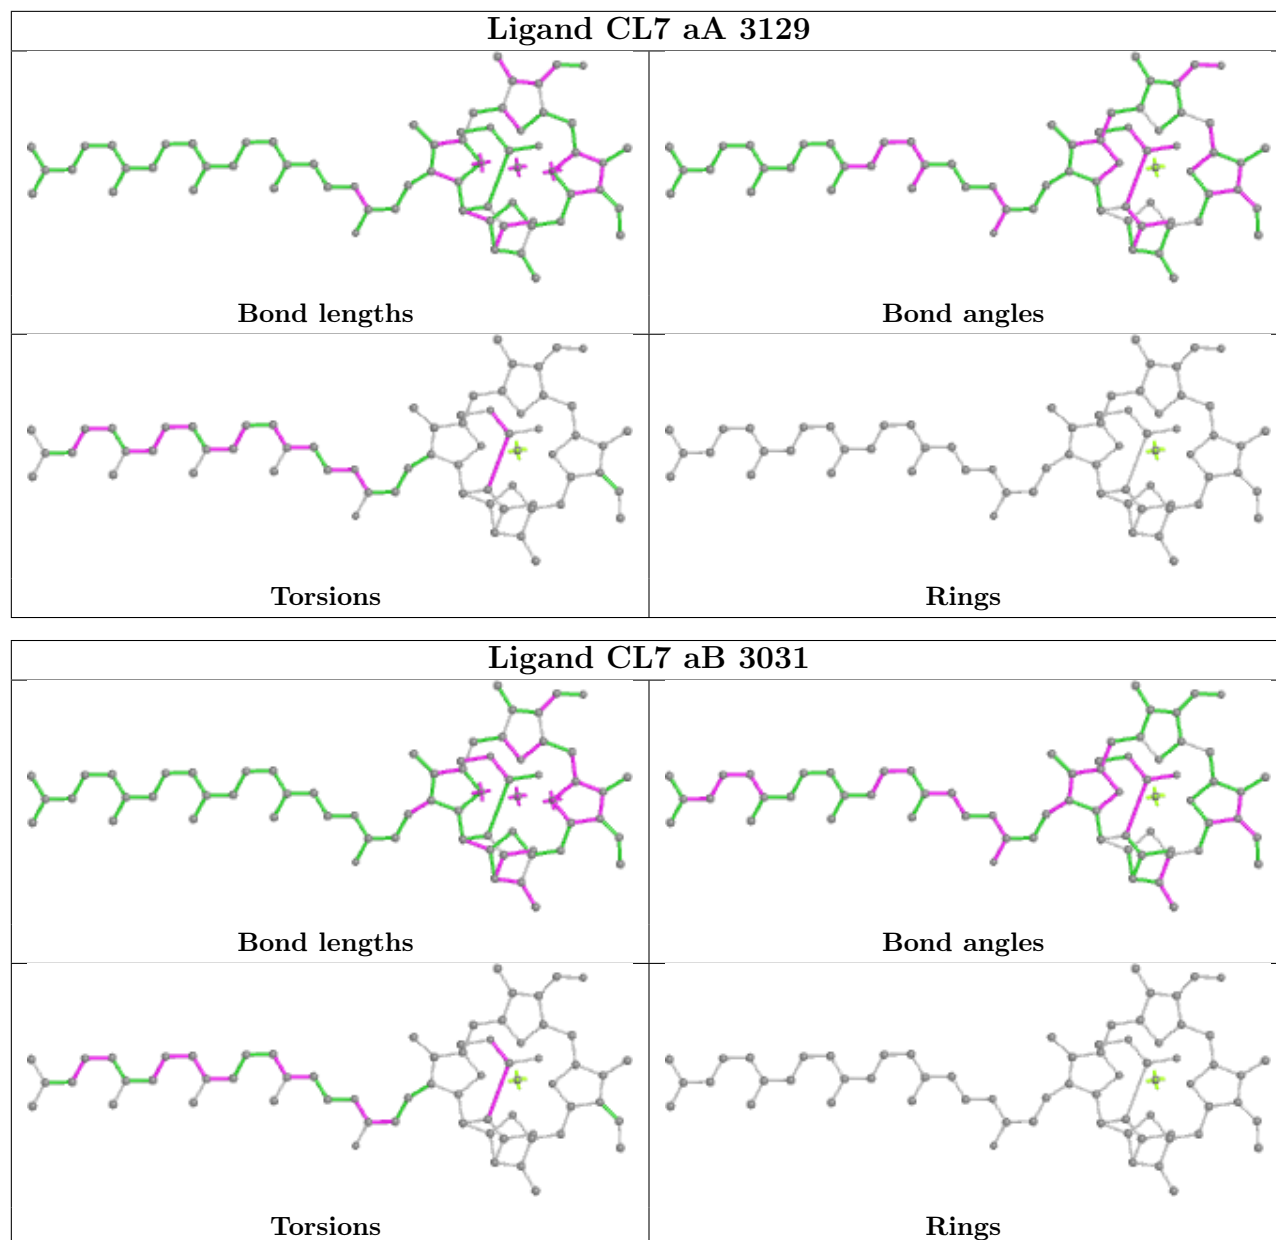 Ligand CL7 aA 3129
Bond lengths
Bond angles
Torsions
Rings
Ligand CL7 aB 3031
Bond lengths
Bond angles
Torsions
Rings